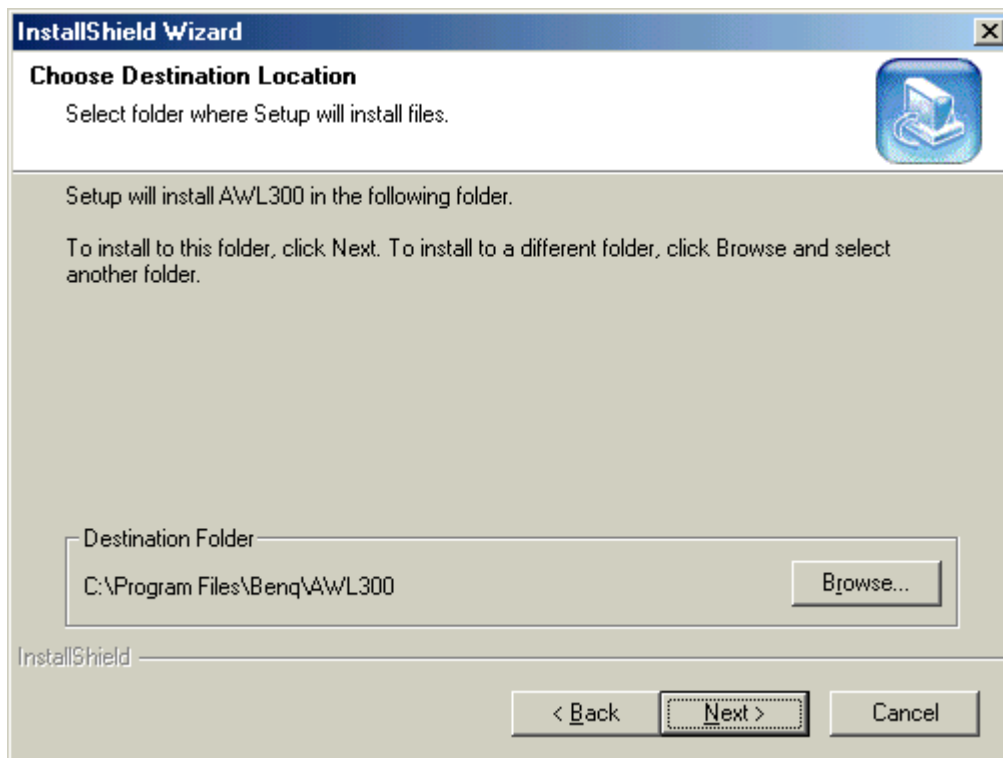 InstallShield Wizard
Choose Destination Location
Select folder where Setup will install files.
Setup will install AWL300 in the following folder.
To install to this folder, click Next. To install to a different folder, click Browse and select
another folder.
Destination Folder
C:\Program Files\Benq\AWL300
Browse...
InstallShield
< Back
Next >
Cancel